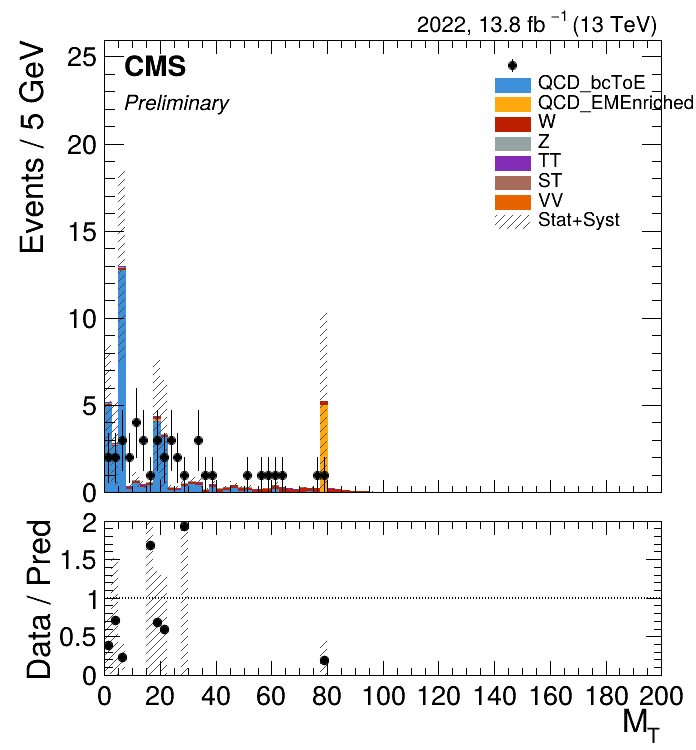 2022, 13.8 fb⁻¹ (13 TeV)
Events / 5 GeV
25
20
15
10
5
0
CMS
Preliminary
QCD_bcToE
QCD_EMEnriched
W
Z
TT
ST
VV
Stat+Syst
Data / Pred
2
1.5
1
0.5
0
0 20 40 60 80 100 120 140 160 180 200
M_T